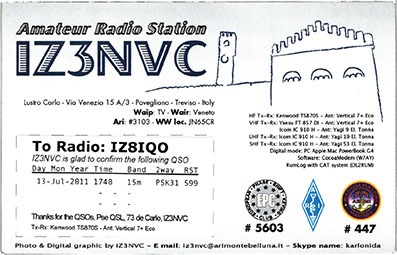 Amateur Radio Station
IZ3NVC
Lustro Carlo - Via Venezio 15 A/3 - Povegliano - Treviso - Italy
Waip: TV - Wair: Veneto
Ari: #3103 - WW loc. JN65CR
HF Tx-Rx: Kenwood TS870S - Ant: Vertical 7+ Eco
VHF Tx-Rx: Yaesu FT 857 DI - Ant: Vertical 7+ Eco
Icom IC 910 H - Ant: Yagi 9 El. Tonna
UHF Tx-Rx: Icom IC 910 H - Ant: Yagi 19 El. Tonna
SHF Tx-Rx: Icom IC 910 H - Ant: Yagi 53 El. Tonna
Digital mode: PC Apple Mac PowerBook G4
Software: CocoaModem (W7AY)
RumLog with CAT system (DL2RUM)
To Radio: IZ8IQO
IZ3NVC is glad to confirm the following QSO
Day Mon Year Time Band 2way RST
13-Jul-2011 1748 15m PSK31 599
Thanks for the QSOs, Pse QSL, 73 de Carlo, IZ3NVC
Tx-Rx: Kenwood TS870S - Ant: Vertical 7+ Eco
EPC
# 5603
# 447
Photo & Digital graphic by IZ3NVC - E mail: iz3nvc@arimontebelluna.it - Skype name: karlonida